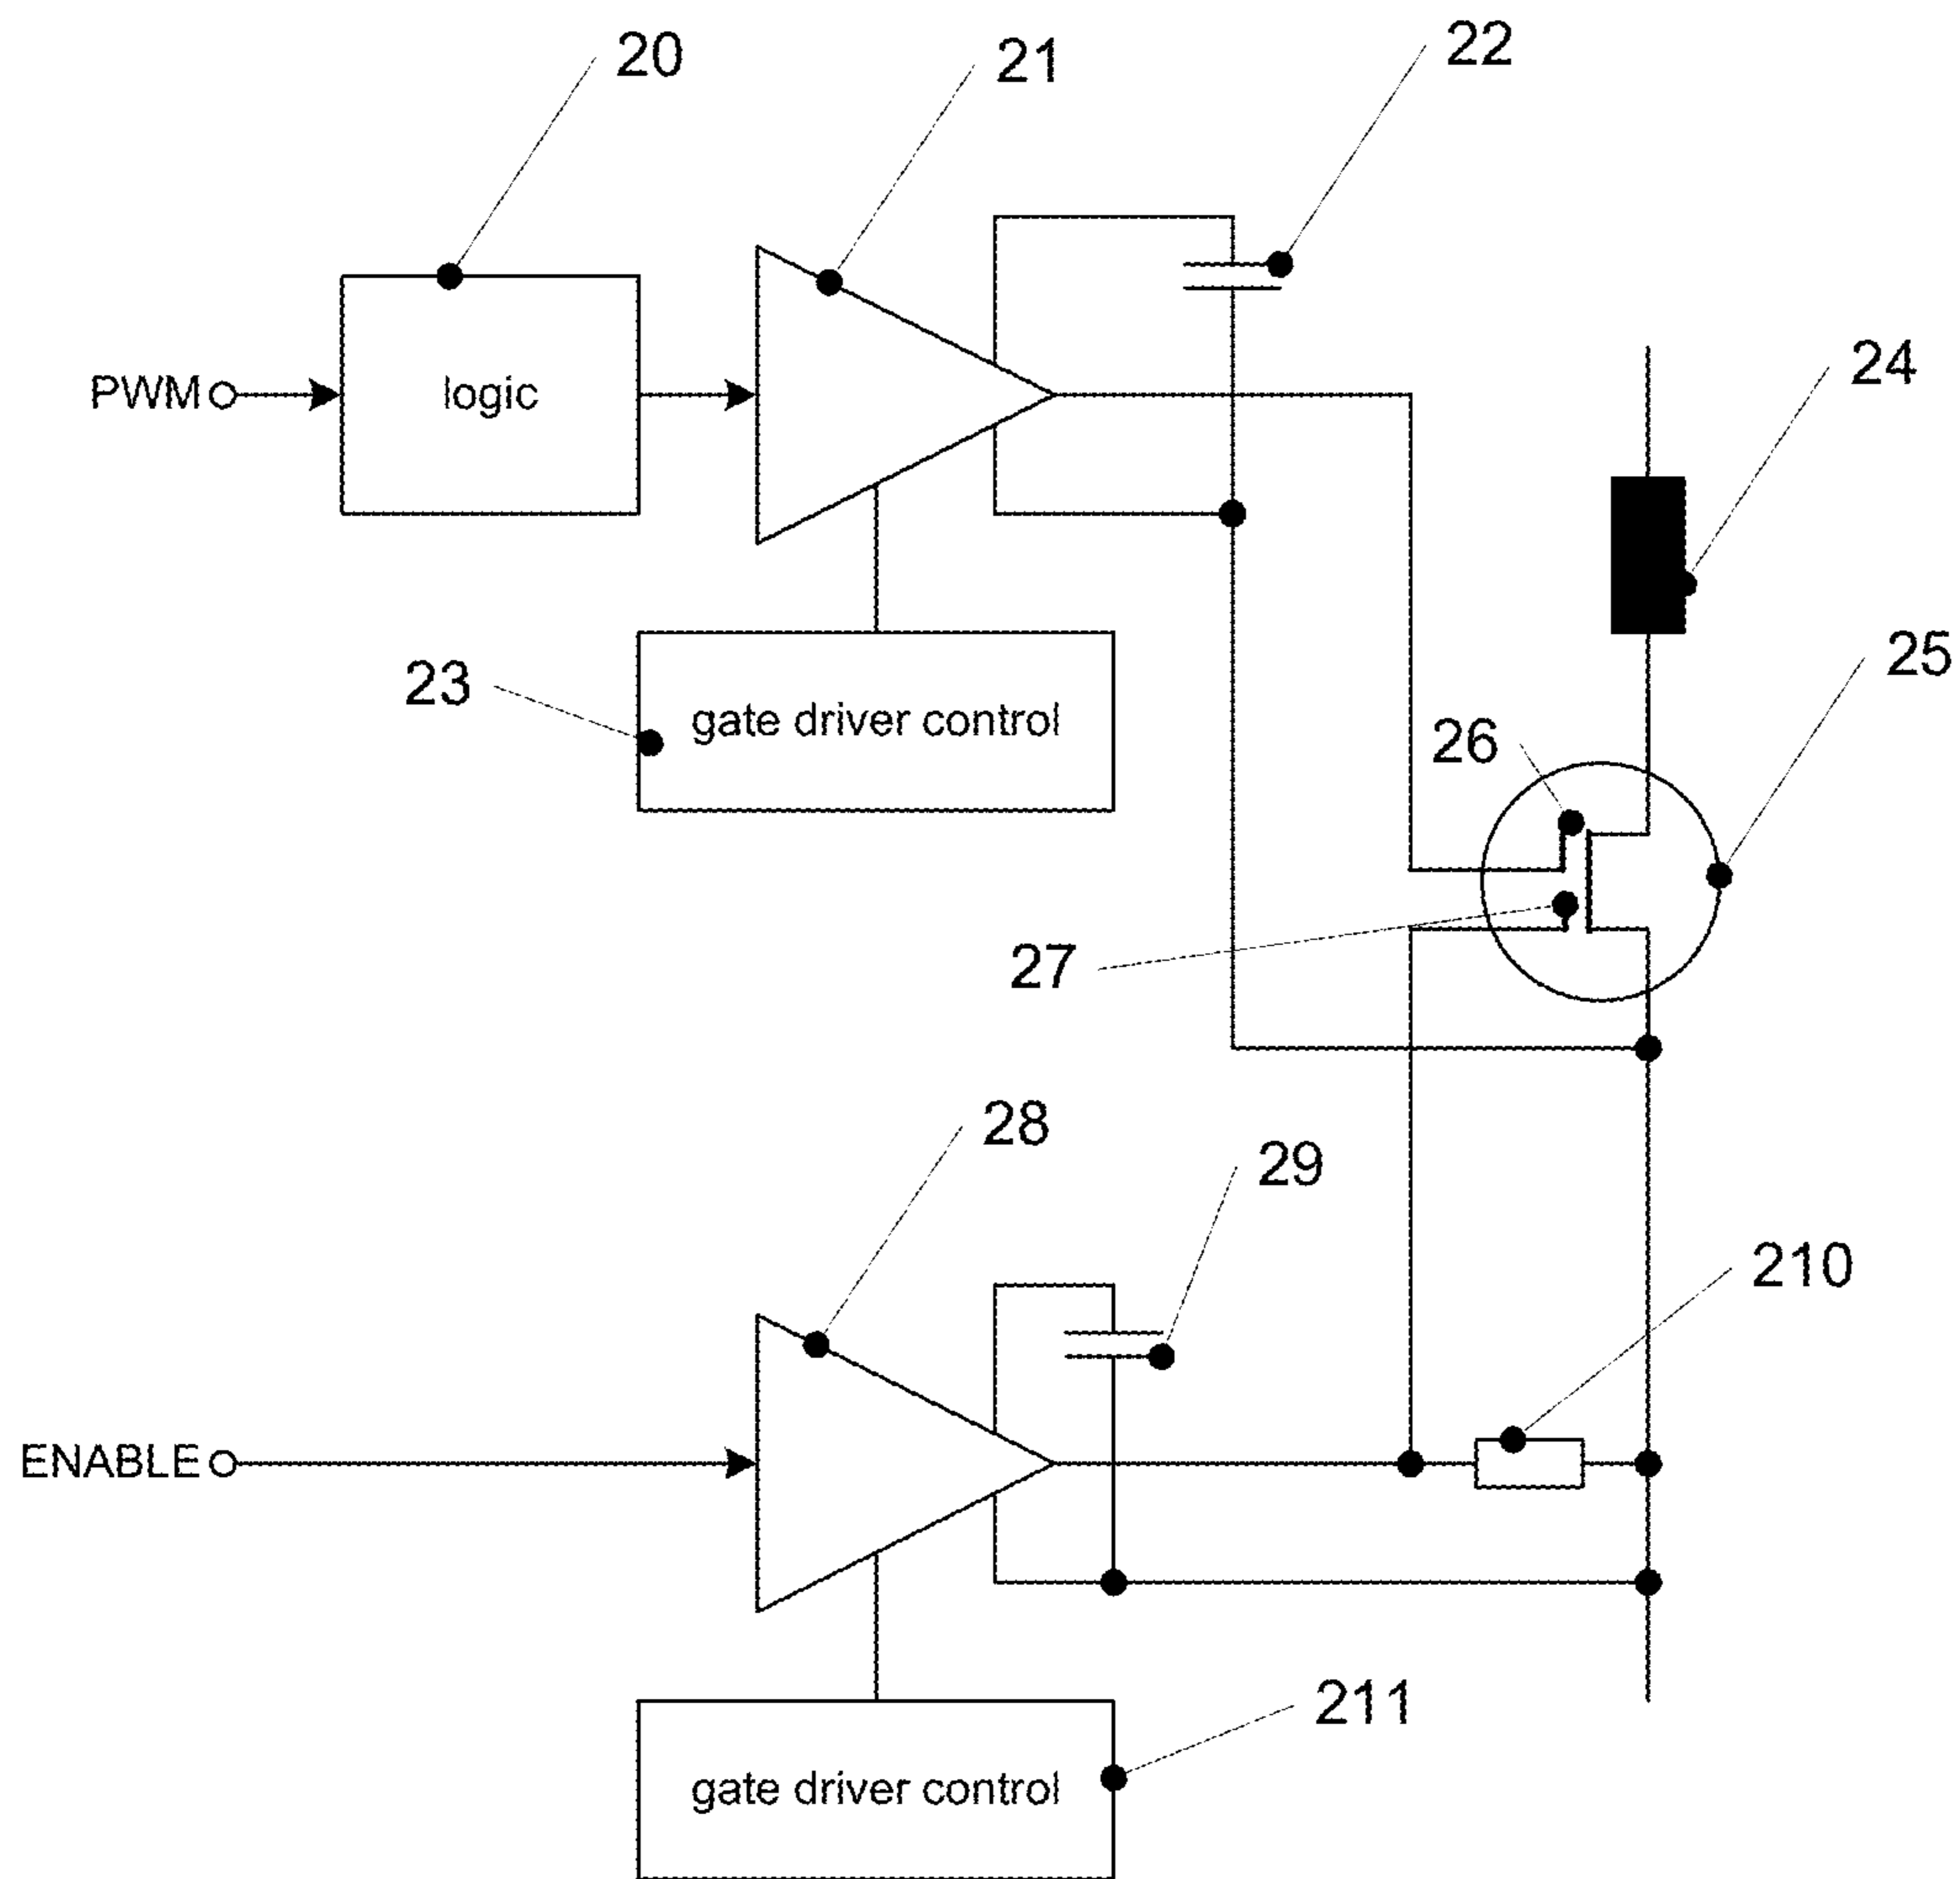 20
21
22
PWM
logic
24
23
gate driver control
25
26
27
28
29
210
ENABLE
211
gate driver control